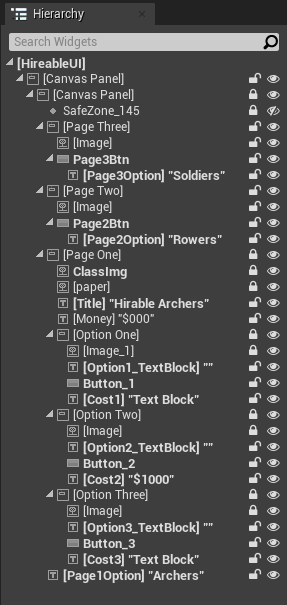 Hierarchy
Search Widgets
[HireableUI]
[Canvas Panel]
[Canvas Panel]
SafeZone_145
[Page Three]
[Image]
Page3Btn
[Page3Option] "Soldiers"
[Page Two]
[Image]
Page2Btn
[Page2Option] "Rowers"
[Page One]
ClassImg
[paper]
[Title] "Hirable Archers"
[Money] "$000"
[Option One]
[Image_1]
[Option1_TextBlock] ""
Button_1
[Cost1] "Text Block"
[Option Two]
[Image]
[Option2_TextBlock] ""
Button_2
[Cost2] "$1000"
[Option Three]
[Image]
[Option3_TextBlock] ""
Button_3
[Cost3] "Text Block"
[Page1Option] "Archers"